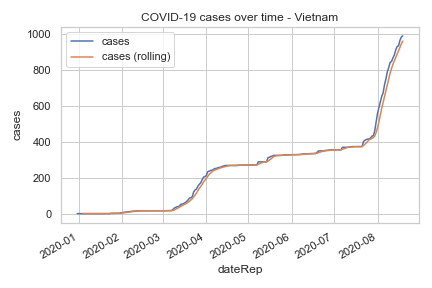 COVID-19 cases over time - Vietnam
cases
cases (rolling)
1000
800
600
400
200
0
cases
2020-01
2020-02
2020-03
2020-04
2020-05
2020-06
2020-07
2020-08
dateRep